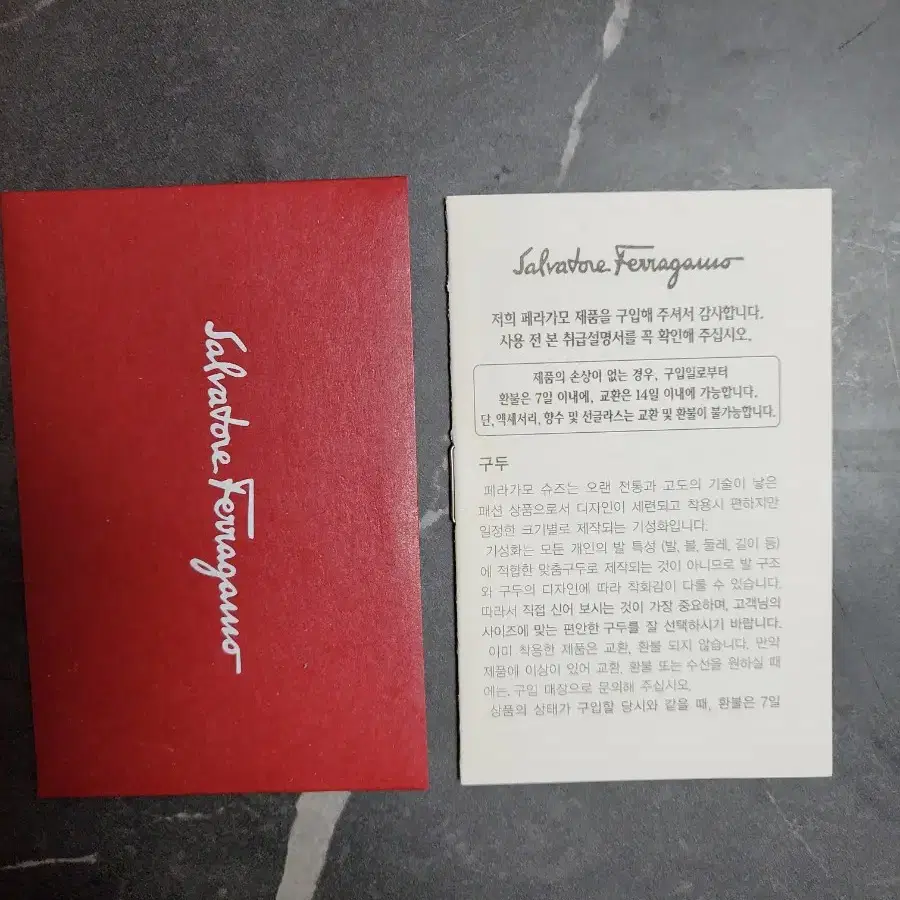 Salvatore Ferragamo
Salvatore Ferragamo
저희 페라가모 제품을 구입해 주셔서 감사합니다.
사용 전 본 취급설명서를 꼭 확인해 주십시오.
제품의 손상이 없는 경우, 구입일로부터
환불은 7일 이내에, 교환은 14일 이내에 가능합니다.
단, 액세서리, 향수 및 선글라스는 교환 및 환불이 불가능합니다.
구두
페라가모 슈즈는 오랜 전통과 고도의 기술이 낳은
패션 상품으로서 디자인이 세련되고 착용시 편하지만
일정한 크기별로 제작되는 기성화입니다.
기성화는 모든 개인의 발 특성 (발, 볼, 둘레, 길이 등)
에 적합한 맞춤구두로 제작되는 것이 아니므로 발 구조
와 구두의 디자인에 따라 착화감이 다를 수 있습니다.
따라서 직접 신어 보시는 것이 가장 중요하며, 고객님의
사이즈에 맞는 편안한 구두를 잘 선택하시기 바랍니다.
이미 착용한 제품은 교환, 환불 되지 않습니다. 만약
제품에 이상이 있어 교환, 환불 또는 수선을 원하실 때
에는, 구입 매장으로 문의해 주십시오.
상품의 상태가 구입할 당시와 같을 때, 환불은 7일